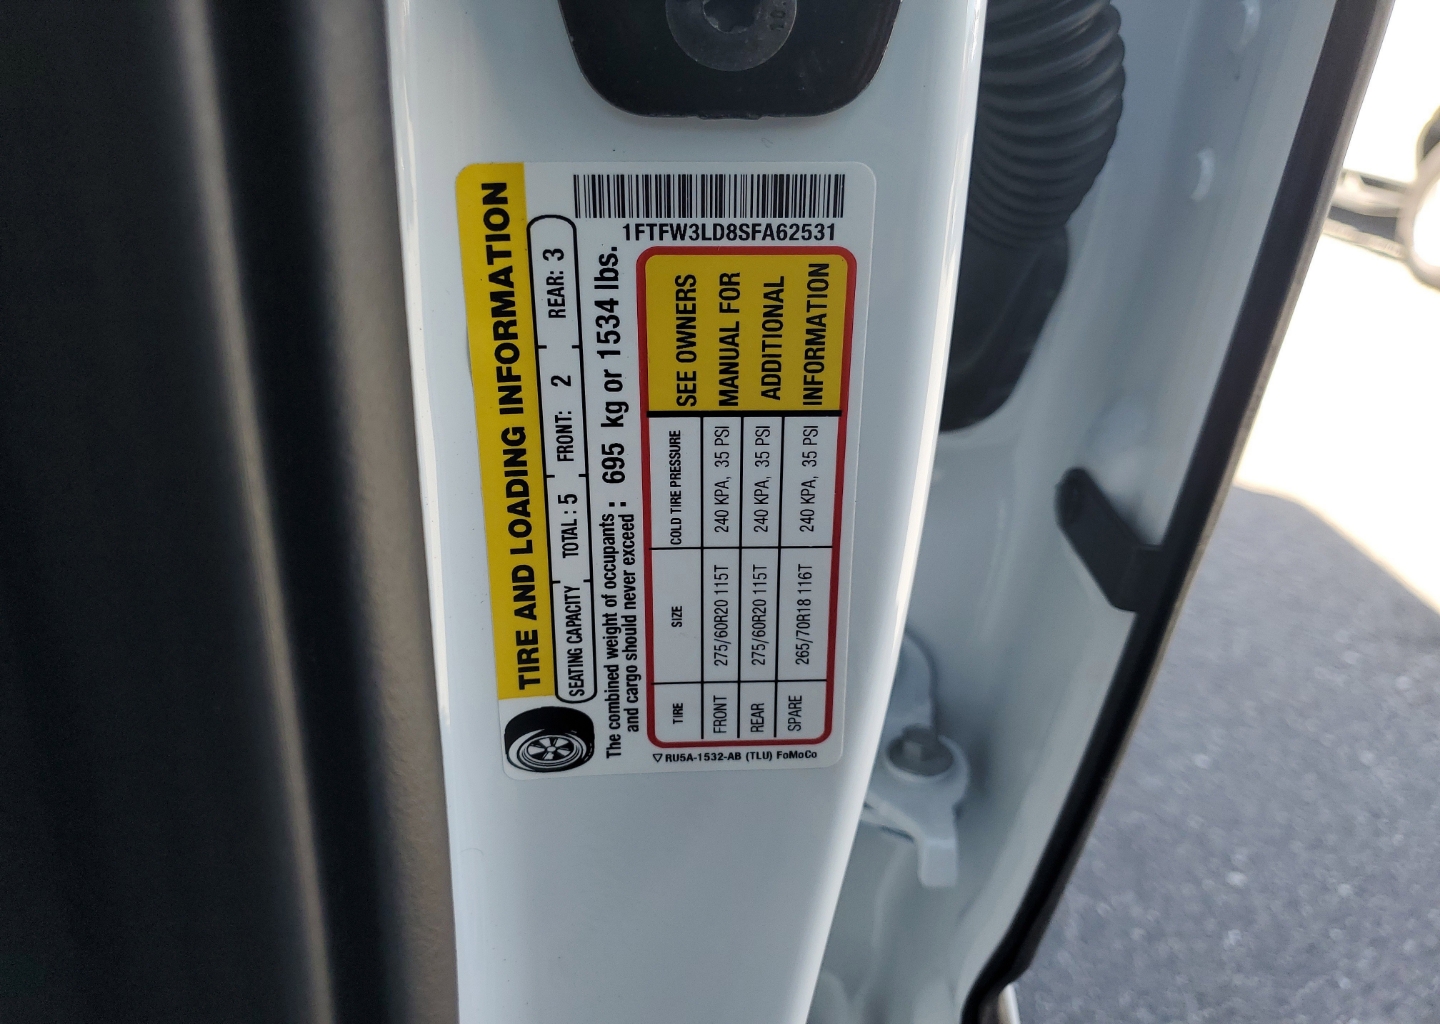 TIRE AND LOADING INFORMATION
SEATING CAPACITY TOTAL : 5 FRONT: 2 REAR: 3
The combined weight of occupants
and cargo should never exceed : 695 kg or 1534 lbs.
1FTFW3LD8SFA62531
TIRE SIZE COLD TIRE PRESSURE
FRONT 275/60R20 115T 240 KPA, 35 PSI
REAR 275/60R20 115T 240 KPA, 35 PSI
SPARE 265/70R18 116T 240 KPA, 35 PSI
SEE OWNERS
MANUAL FOR
ADDITIONAL
INFORMATION
RU5A-1532-AB (TLU) FoMoCo